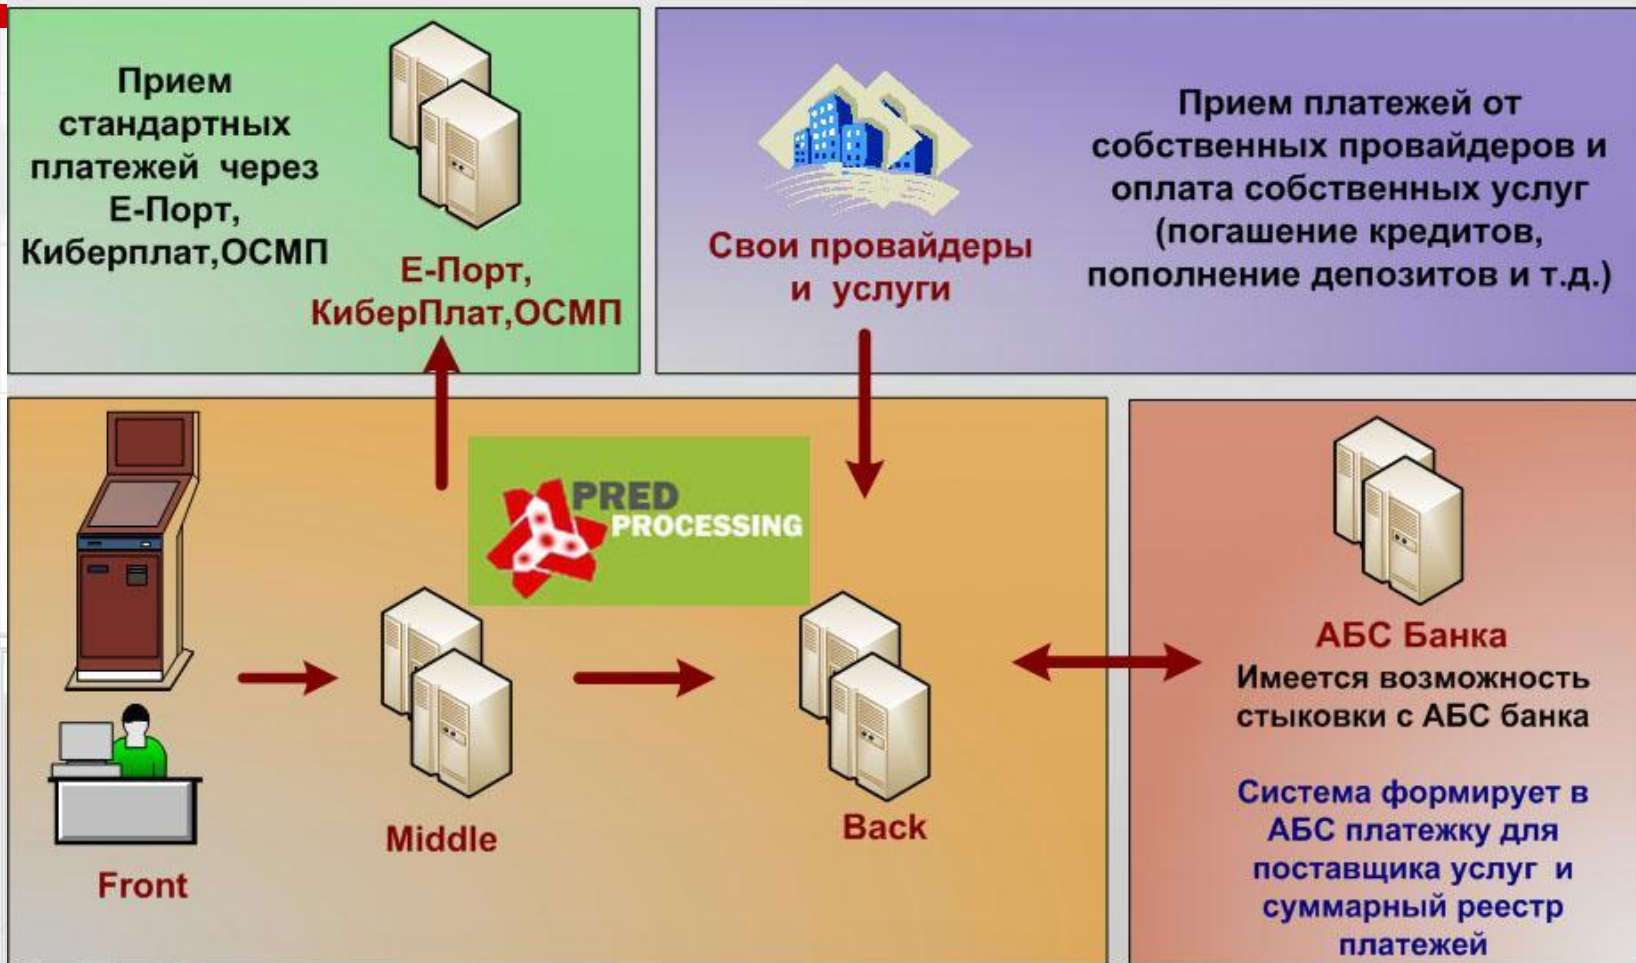 Прием
стандартных
платежей через
Е-Порт,
Киберплат,ОСМП
Е-Порт,
КиберПлат,ОСМП
Свои провайдеры
и услуги
Прием платежей от
собственных провайдеров и
оплата собственных услуг
(погашение кредитов,
пополнение депозитов и т.д.)
PRED
PROCESSING
Front
Middle
Back
АБС Банка
Имеется возможность
стыковки с АБС банка
Система формирует в
АБС платежку для
поставщика услуг и
суммарный реестр
платежей